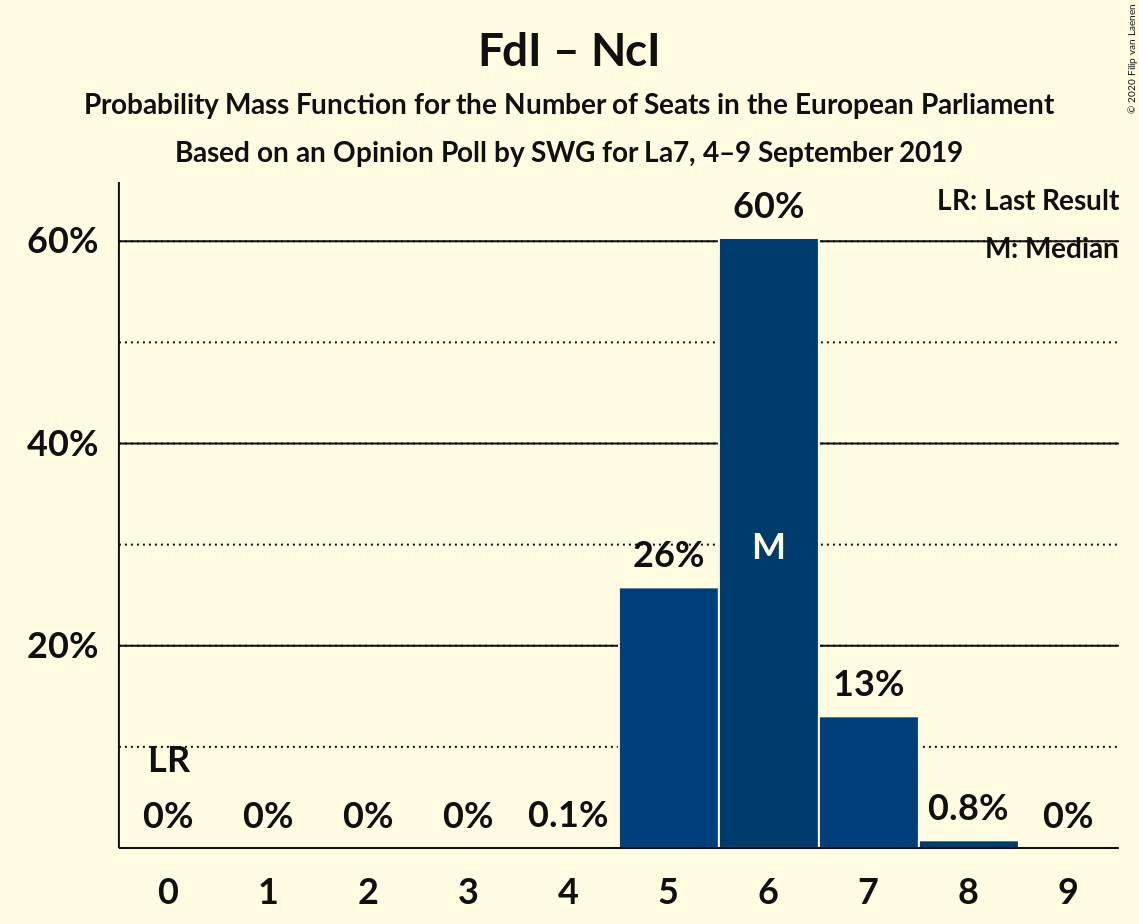 FdI – NcI
Probability Mass Function for the Number of Seats in the European Parliament
Based on an Opinion Poll by SWG for La7, 4–9 September 2019
© 2020 Filip van Laenen
LR: Last Result
M: Median
60%
40%
20%
LR
0%
0%
0%
0%
0.1%
26%
60%
M
13%
0.8%
0%
0 1 2 3 4 5 6 7 8 9